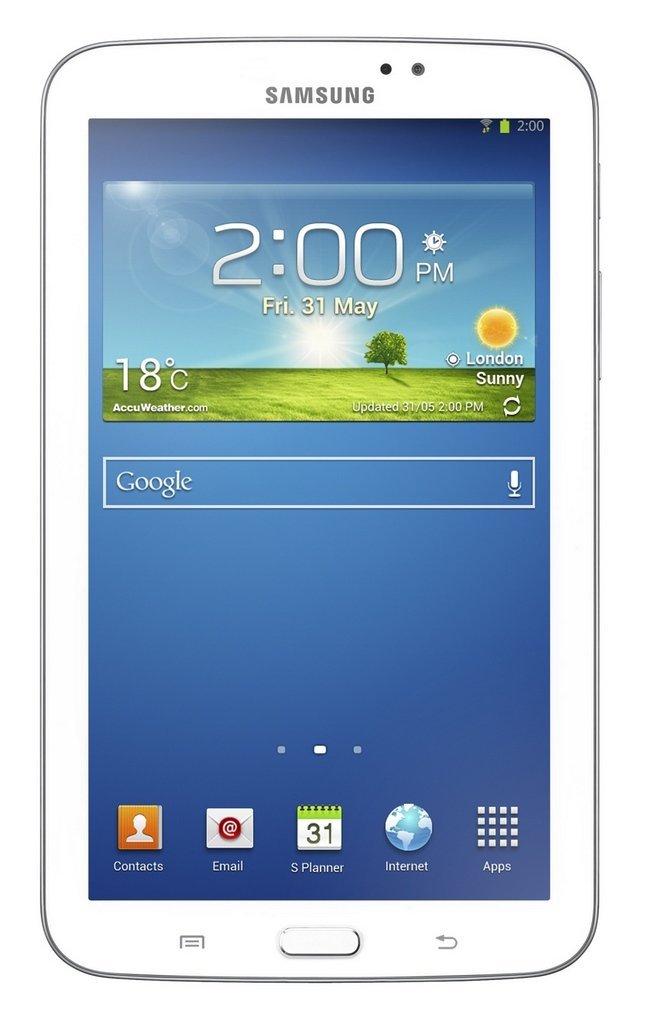 SAMSUNG
2:00
2:00 PM
Fri. 31 May
18°C
London
Sunny
AccuWeather.com
Updated 31/05 2:00 PM
Google
31
@
Contacts
Email
S Planner
Internet
Apps